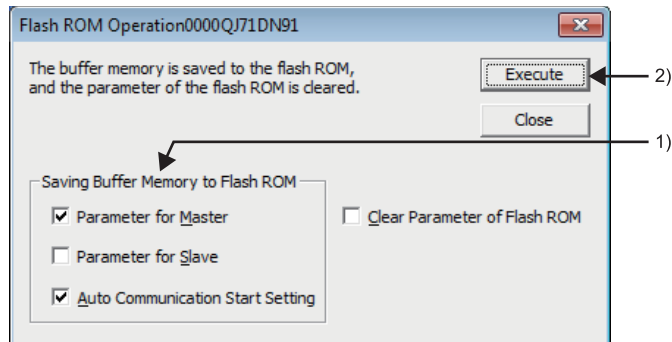 Flash ROM Operation0000QJ71DN91
The buffer memory is saved to the flash ROM,
and the parameter of the flash ROM is cleared.
Execute
2)
Close
1)
Saving Buffer Memory to Flash ROM
Parameter for Master
Clear Parameter of Flash ROM
Parameter for Slave
Auto Communication Start Setting